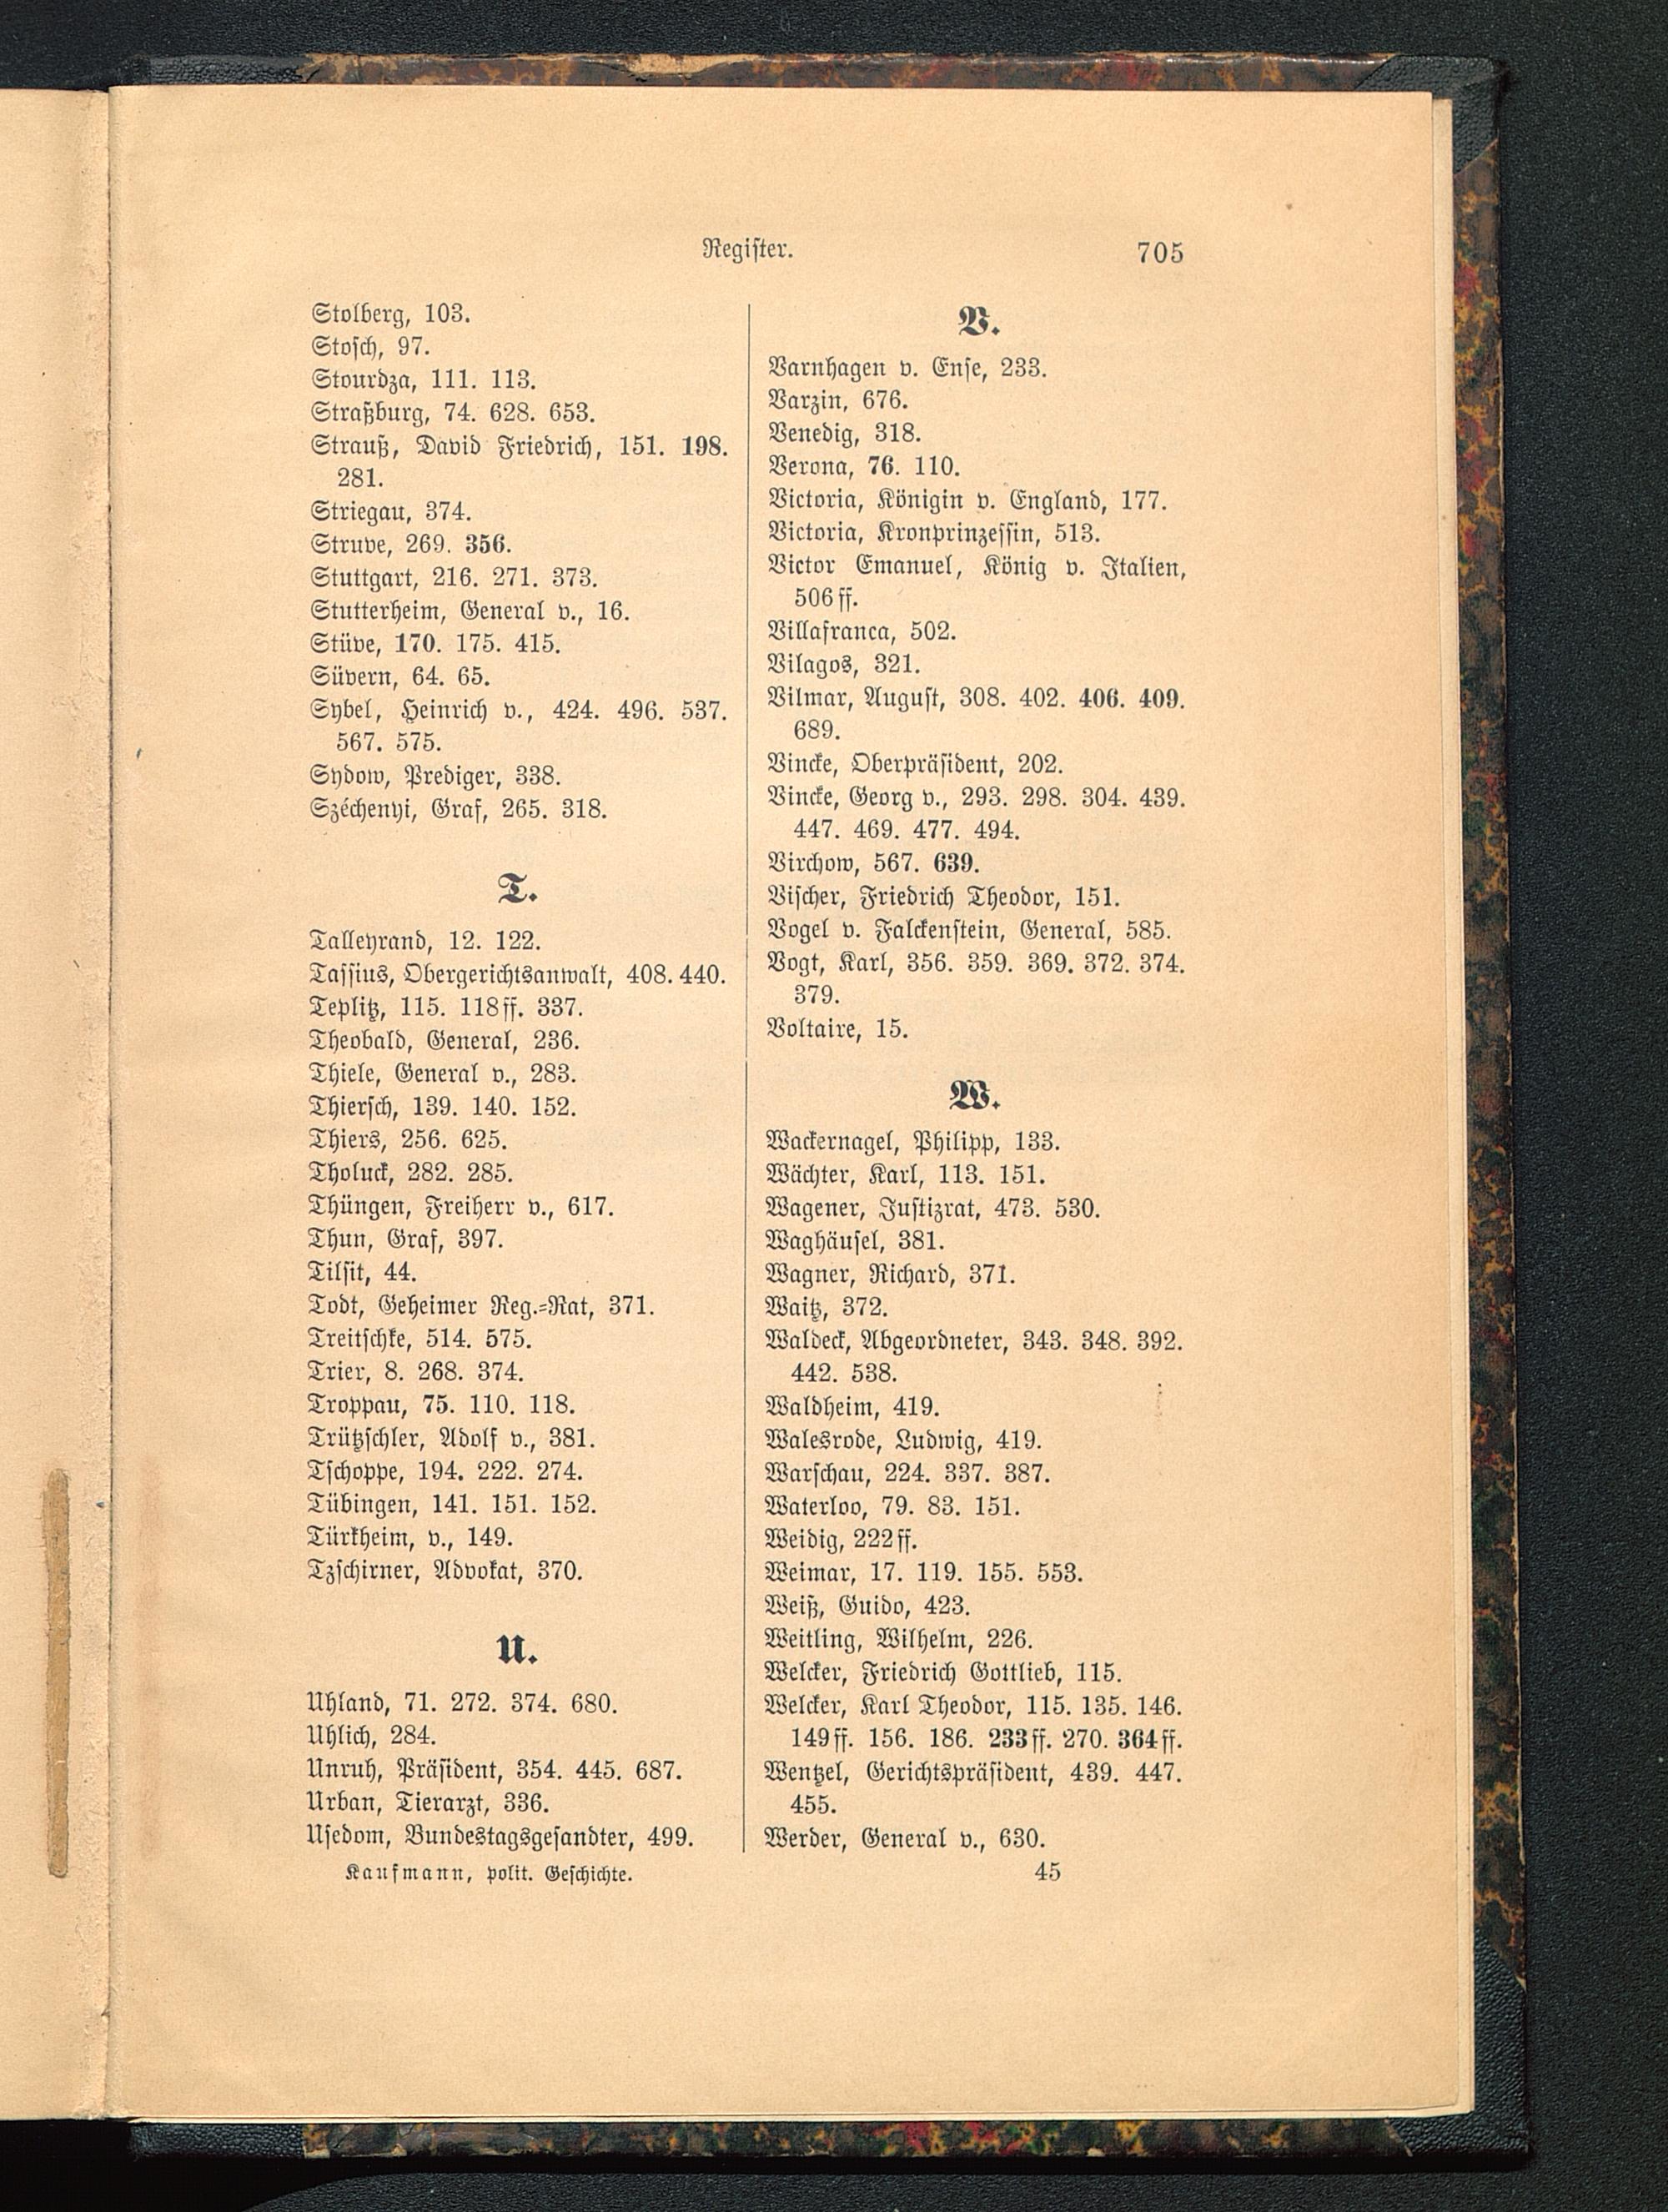 Register.
705
Stolberg, 103.
Stosch, 97.
Stourdza, 111. 113.
Straßburg, 74. 628. 653.
Strauß, David Friedrich, 151. 198.
281.
Striegau, 374.
Struve, 269. 356.
Stuttgart, 216. 271. 373.
Stutterheim, General v., 16.
Stüve, 170. 175. 415.
Süvern, 64. 65.
Sybel, Heinrich v., 424. 496. 537.
567. 575.
Sydow, Prediger, 338.
Széchenyi, Graf, 265. 318.
T.
Talleyrand, 12. 122.
Tassius, Obergerichtsanwalt, 408. 440.
Teplitz, 115. 118ff. 337.
Theobald, General, 236.
Thiele, General v., 283.
Thiersch, 139. 140. 152.
Thiers, 256. 625.
Tholuck, 282. 285.
Thüngen, Freiherr v., 617.
Thun, Graf, 397.
Tilsit, 44.
Todt, Geheimer Reg.-Rat, 371.
Treitschke, 514. 575.
Trier, 8. 268. 374.
Troppau, 75. 110. 118.
Trützschler, Adolf v., 381.
Tschoppe, 194. 222. 274.
Tübingen, 141. 151. 152.
Türkheim, v., 149.
Tzschirner, Advokat, 370.
U.
Uhland, 71. 272. 374. 680.
Uhlich, 284.
Unruh, Präsident, 354. 445. 687.
Urban, Tierarzt, 336.
Usedom, Bundestagsgesandter, 499.
V.
Varnhagen v. Ense, 233.
Varzin, 676.
Venedig, 318.
Verona, 76. 110.
Victoria, Königin v. England, 177.
Victoria, Kronprinzessin, 513.
Victor Emanuel, König v. Italien,
506ff.
Villafranca, 502.
Vilagos, 321.
Vilmar, August, 308. 402. 406. 409.
689.
Vincke, Oberpräsident, 202.
Vincke, Georg v., 293. 298. 304. 439.
447. 469. 477. 494.
Virchow, 567. 639.
Vischer, Friedrich Theodor, 151.
Vogel v. Falckenstein, General, 585.
Vogt, Karl, 356. 359. 369. 372. 374.
379.
Voltaire, 15.
W.
Wackernagel, Philipp, 133.
Wächter, Karl, 113. 151.
Wagener, Justizrat, 473. 530.
Waghäusel, 381.
Wagner, Richard, 371.
Waitz, 372.
Waldeck, Abgeordneter, 343. 348. 392.
442. 538.
Waldheim, 419.
Walesrode, Ludwig, 419.
Warschau, 224. 337. 387.
Waterloo, 79. 83. 151.
Weidig, 222ff.
Weimar, 17. 119. 155. 553.
Weiß, Guido, 423.
Weitling, Wilhelm, 226.
Welcker, Friedrich Gottlieb, 115.
Welcker, Karl Theodor, 115. 135. 146.
149ff. 156. 186. 233ff. 270. 364ff.
Wentzel, Gerichtspräsident, 439. 447.
455.
Werder, General v., 630.
Kaufmann, polit. Geschichte.
45